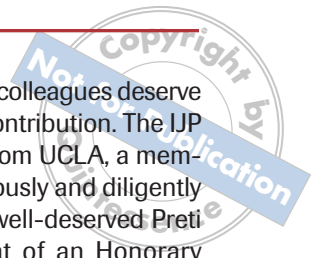 colleagues deserve
ontribution. The IJP
om UCLA, a mem-
ously and diligently
well-deserved Preti
t of an Honorary
Copyright by
Not for Publication
Quintessence